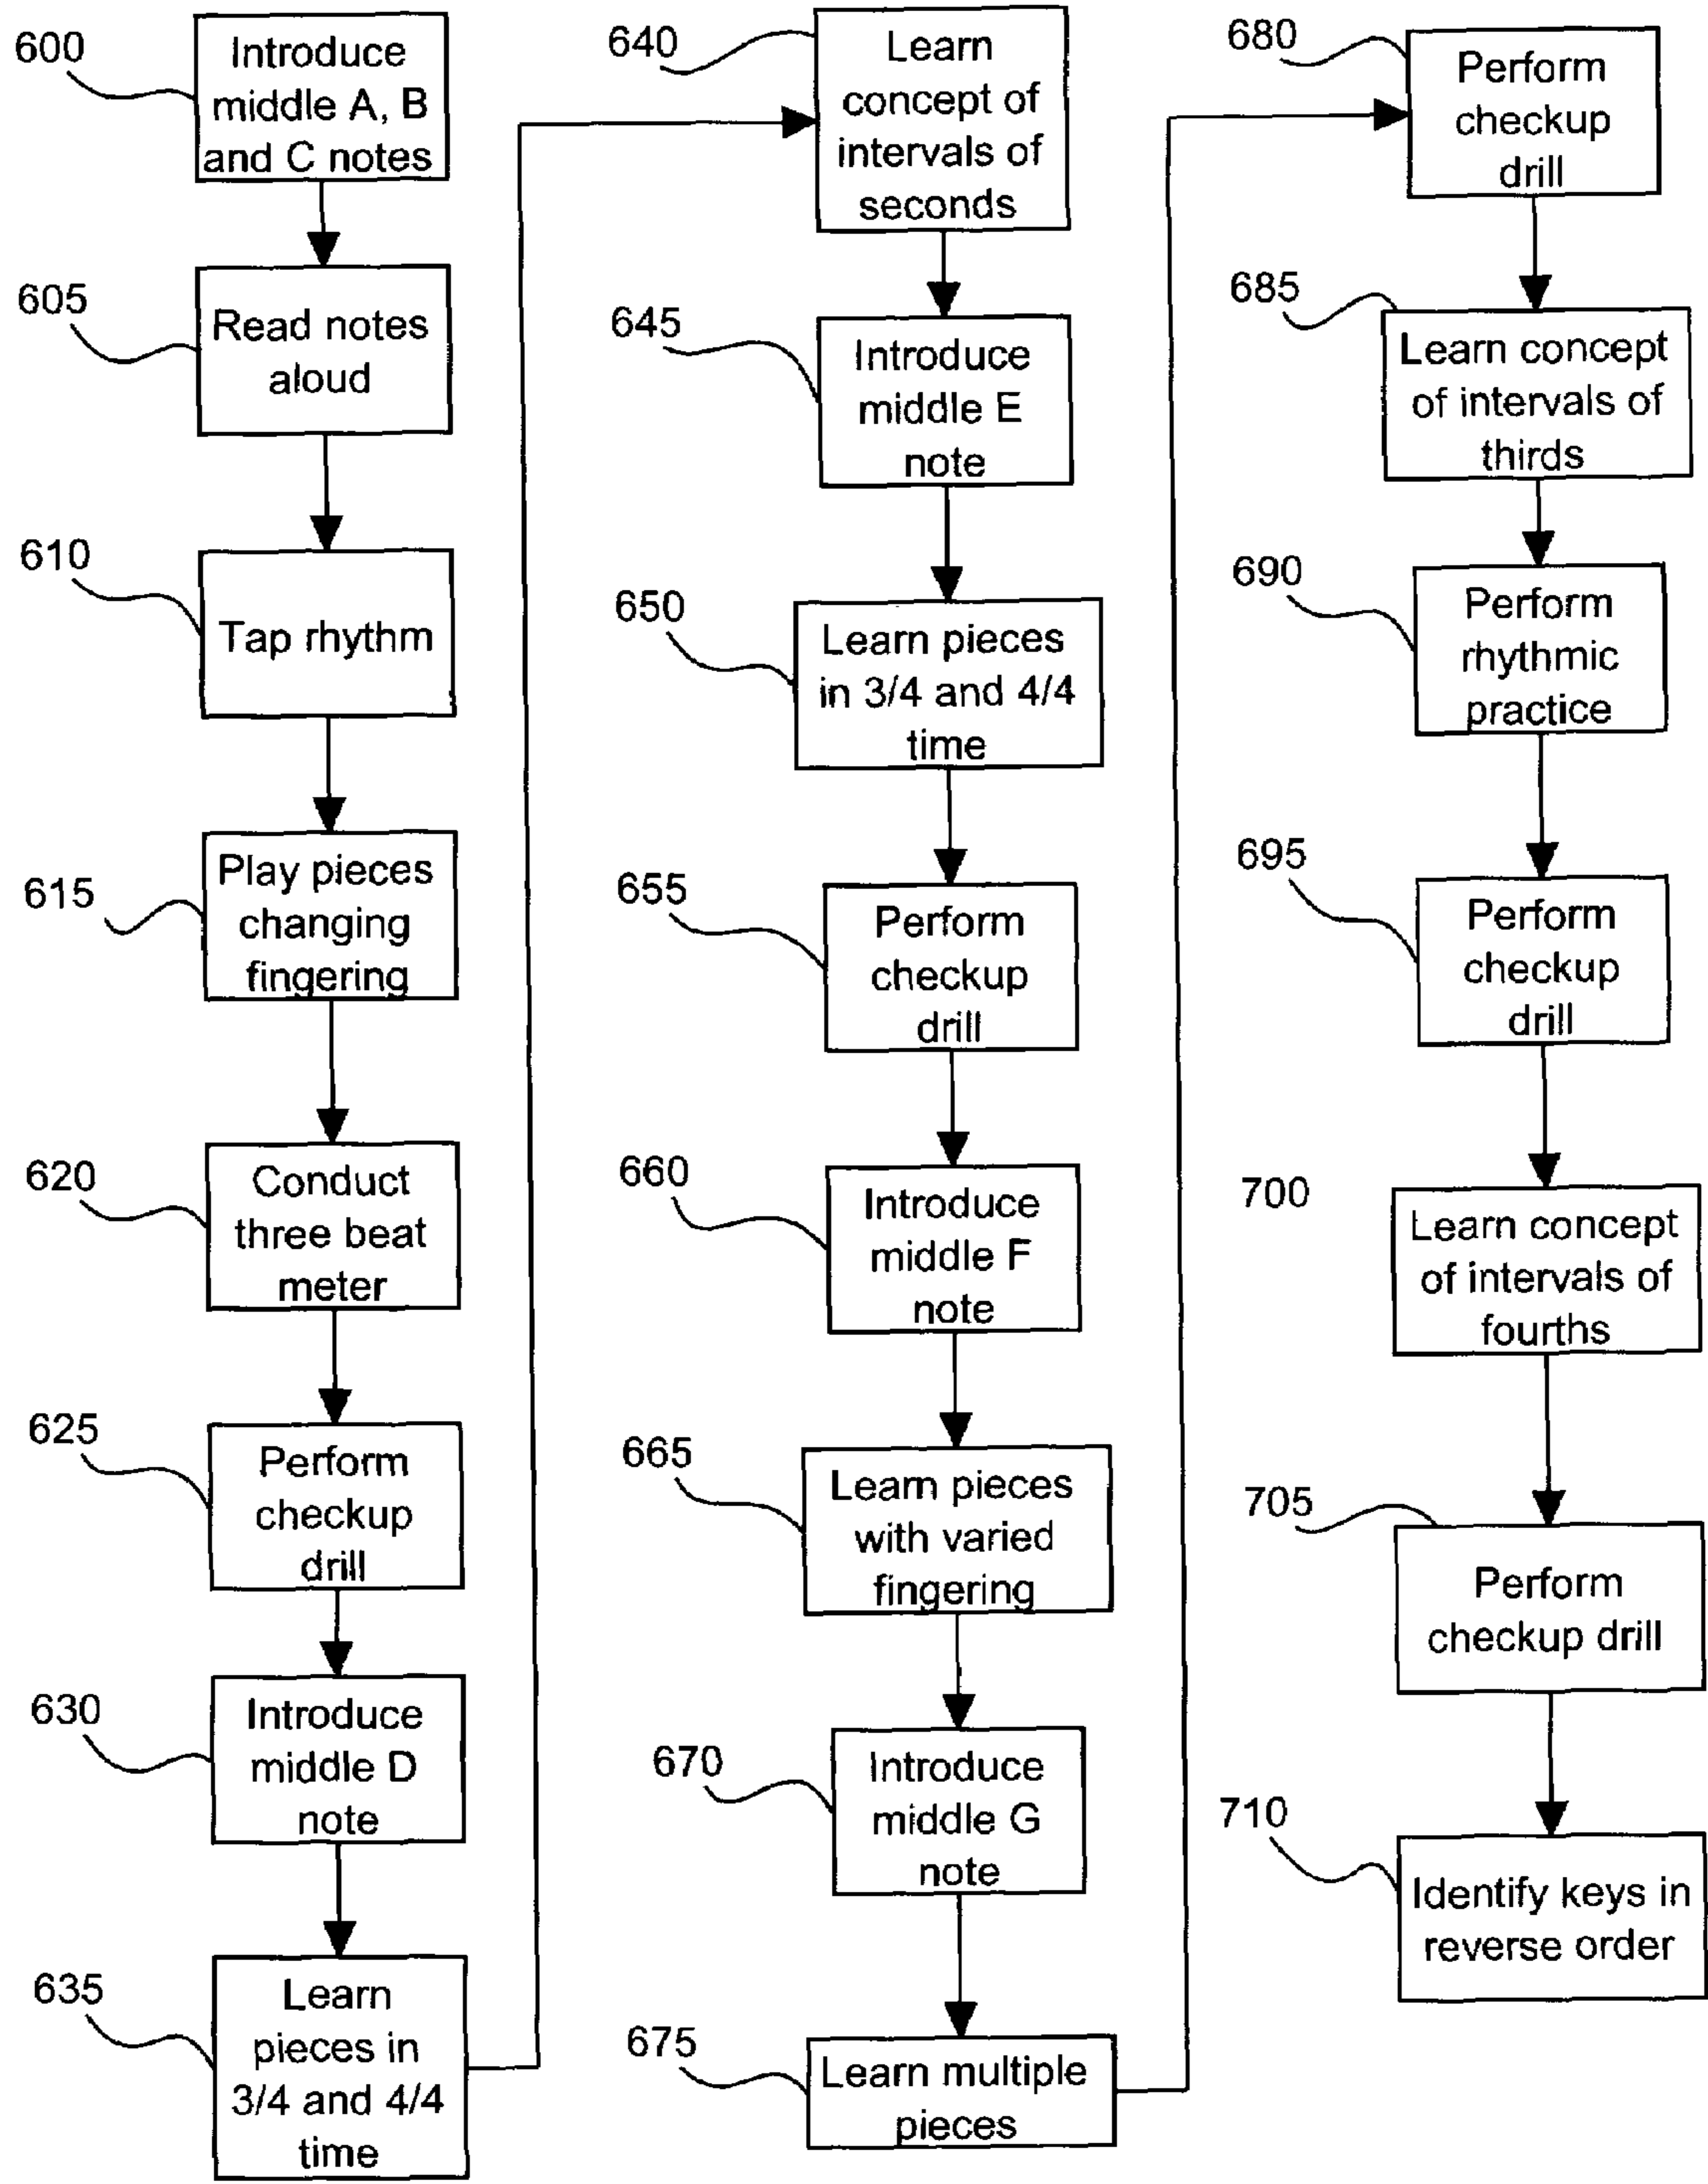 600
Introduce
middle A, B
and C notes
605
Read notes
aloud
610
Tap rhythm
615
Play pieces
changing
fingering
620
Conduct
three beat
meter
625
Perform
checkup
drill
630
Introduce
middle D
note
635
Learn
pieces in
3/4 and 4/4
time
640
Learn
concept of
intervals of
seconds
645
Introduce
middle E
note
650
Learn pieces
in 3/4 and 4/4
time
655
Perform
checkup
drill
660
Introduce
middle F
note
665
Learn pieces
with varied
fingering
670
Introduce
middle G
note
675
Learn multiple
pieces
680
Perform
checkup
drill
685
Learn concept
of intervals of
thirds
690
Perform
rhythmic
practice
695
Perform
checkup
drill
700
Learn concept
of intervals of
fourths
705
Perform
checkup drill
710
Identify keys in
reverse order